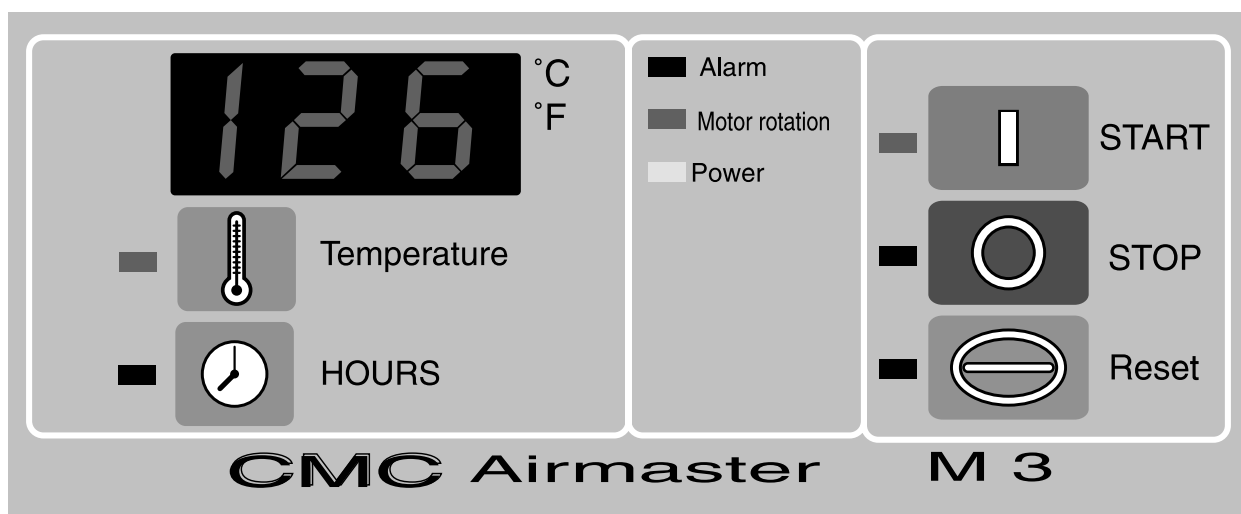 126
°C
°F
Temperature
HOURS
Alarm
Motor rotation
Power
START
STOP
Reset
CMC Airmaster M 3